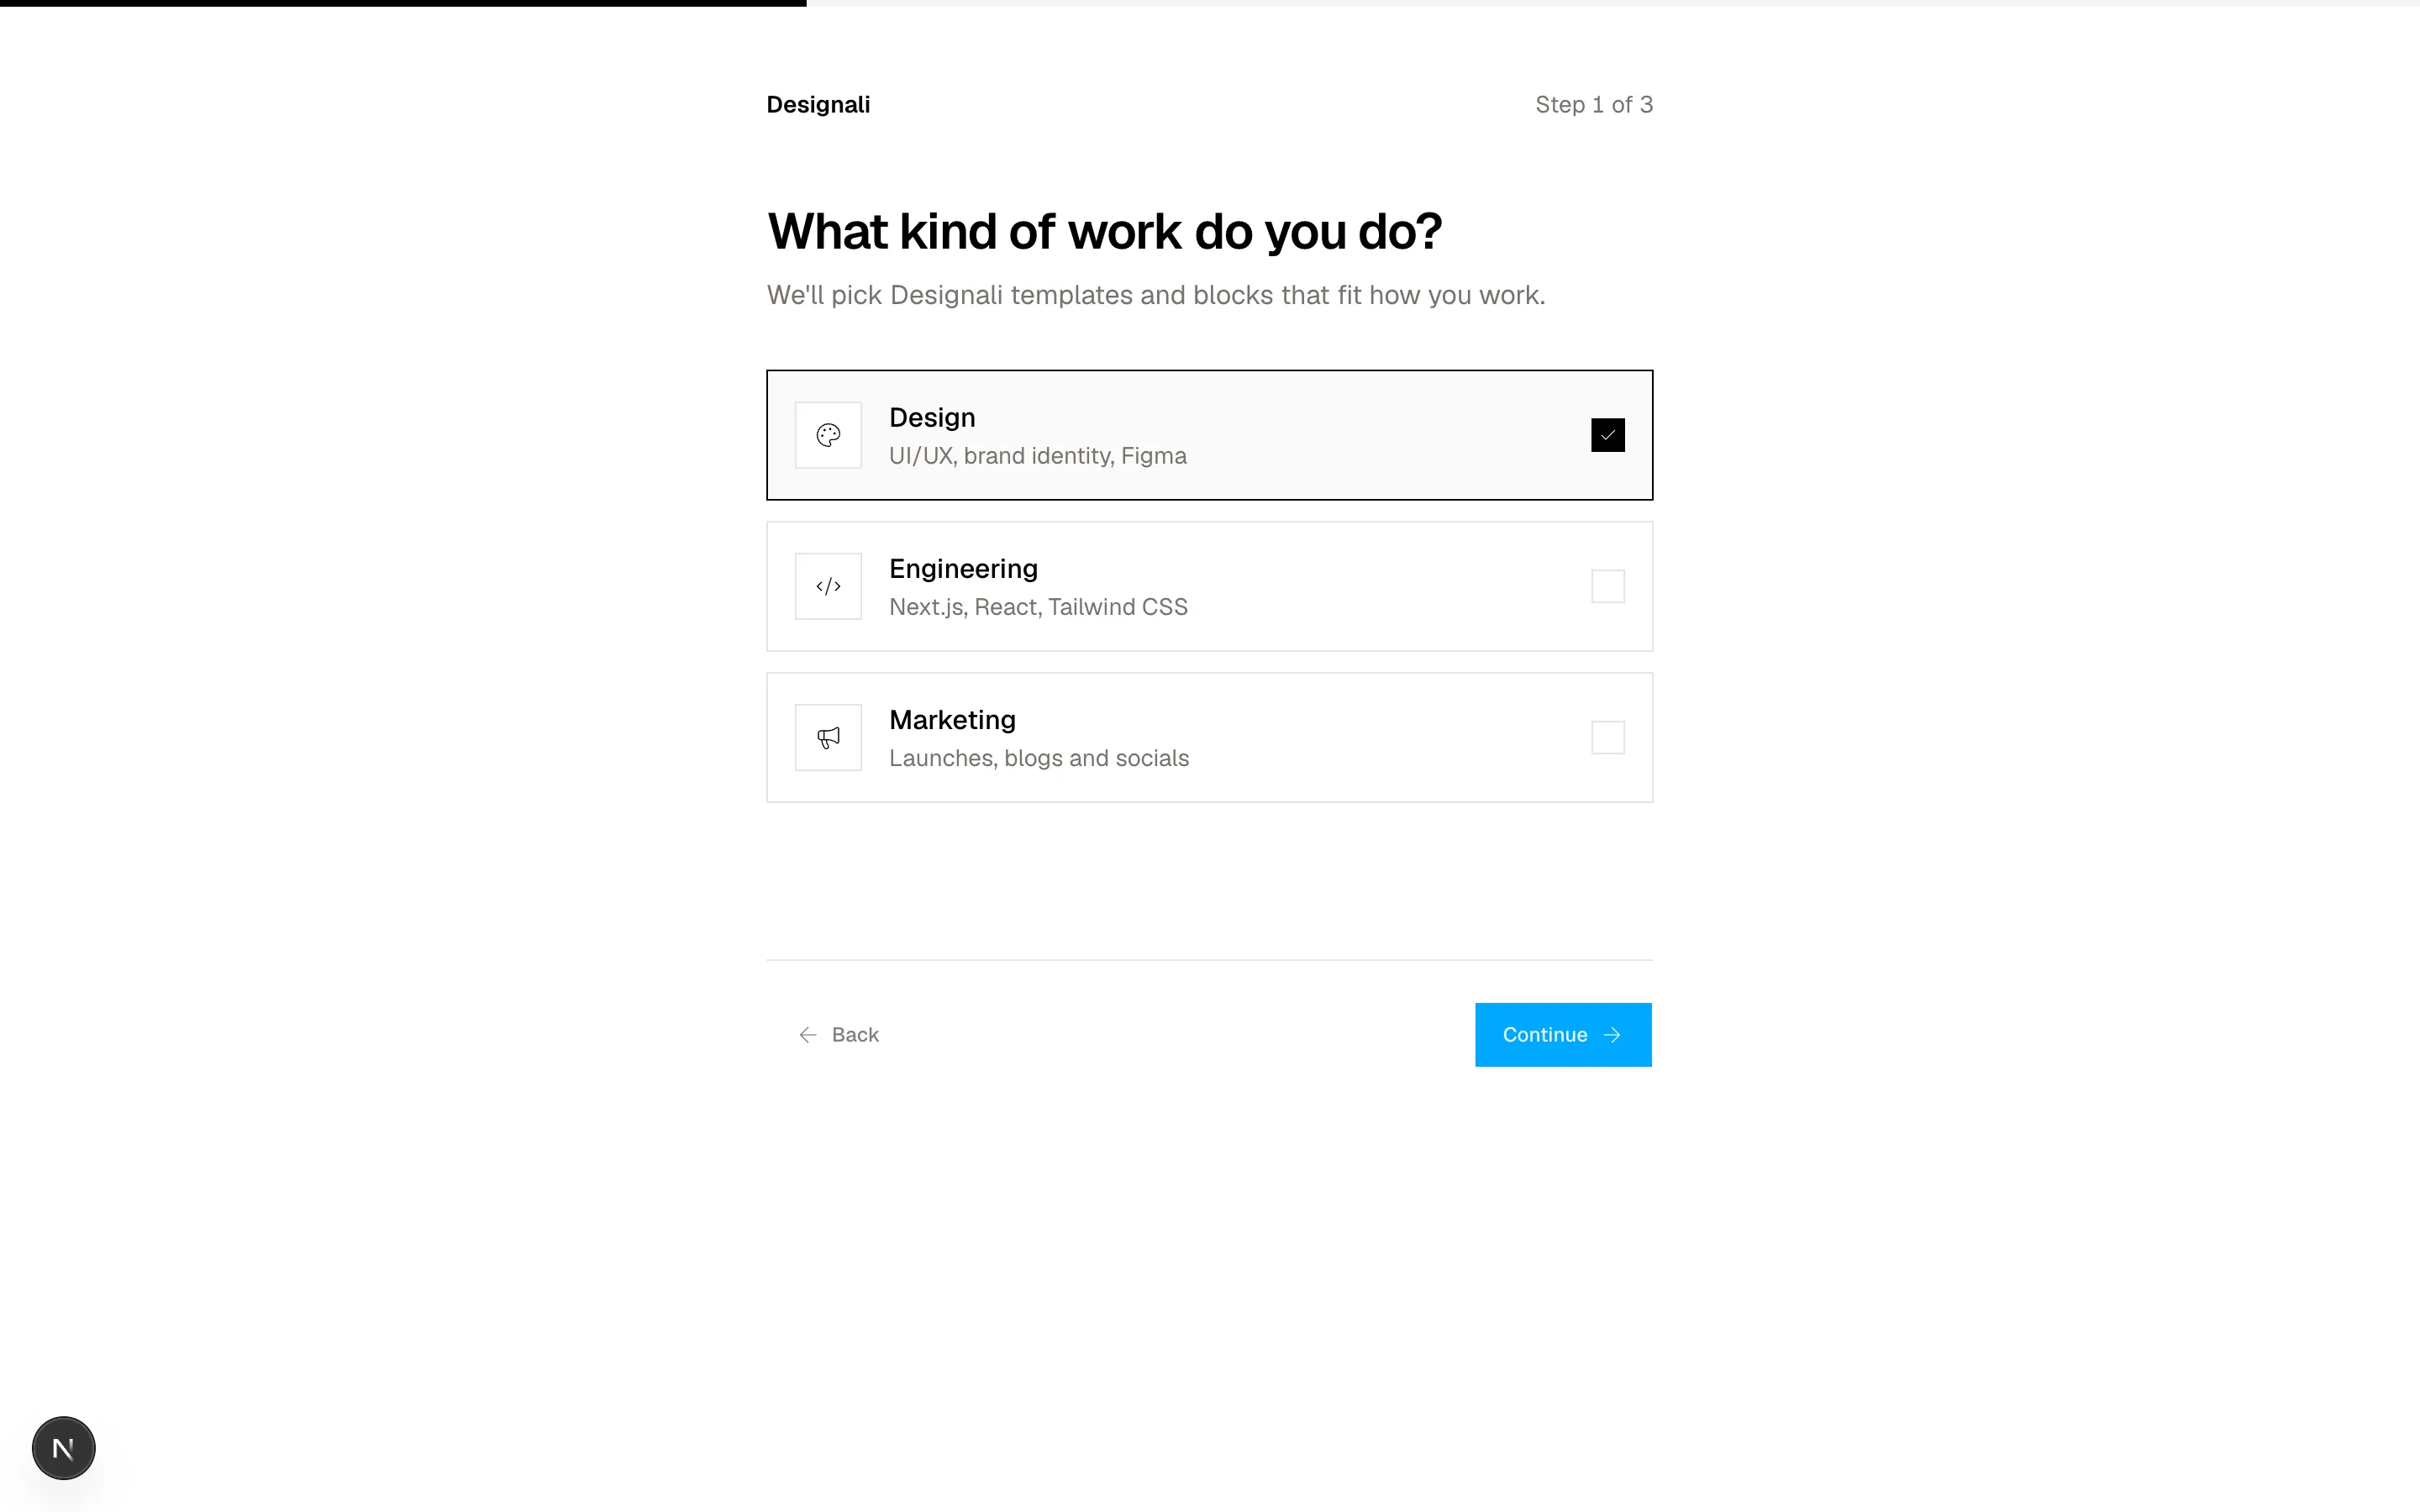 Designali
Step 1 of 3
What kind of work do you do?
We'll pick Designali templates and blocks that fit how you work.
Design
UI/UX, brand identity, Figma
Engineering
Next.js, React, Tailwind CSS
Marketing
Launches, blogs and socials
Back
Continue
N